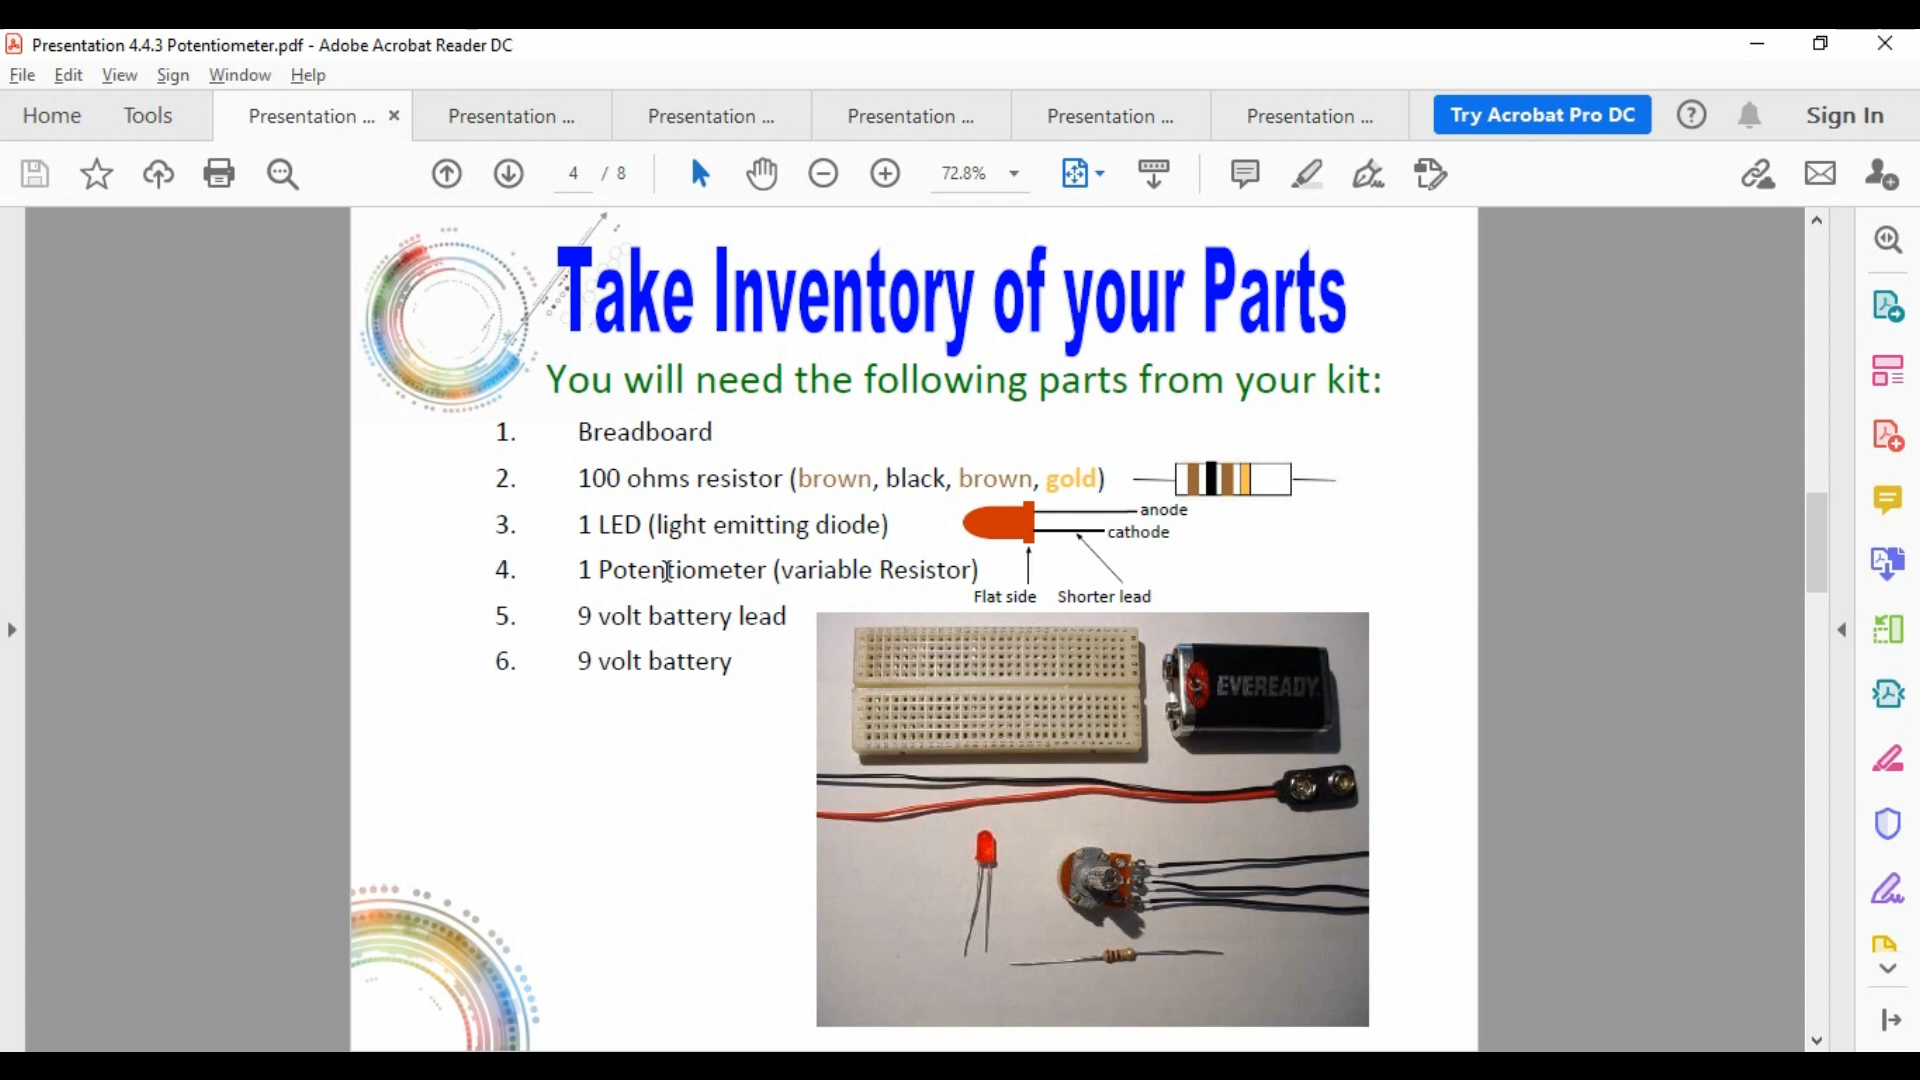 Presentation 4.4.3 Potentiometer.pdf - Adobe Acrobat Reader DC
File Edit View Sign Window Help
Home Tools Presentation ... × Presentation ... Presentation ... Presentation ... Presentation ... Presentation ... Try Acrobat Pro DC Sign In
4 / 8 72.8%
Take Inventory of your Parts
You will need the following parts from your kit:
1. Breadboard
2. 100 ohms resistor (brown, black, brown, gold)
3. 1 LED (light emitting diode)
anode
cathode
4. 1 Potentiometer (variable Resistor)
Flat side Shorter lead
5. 9 volt battery lead
6. 9 volt battery
EVEREADY